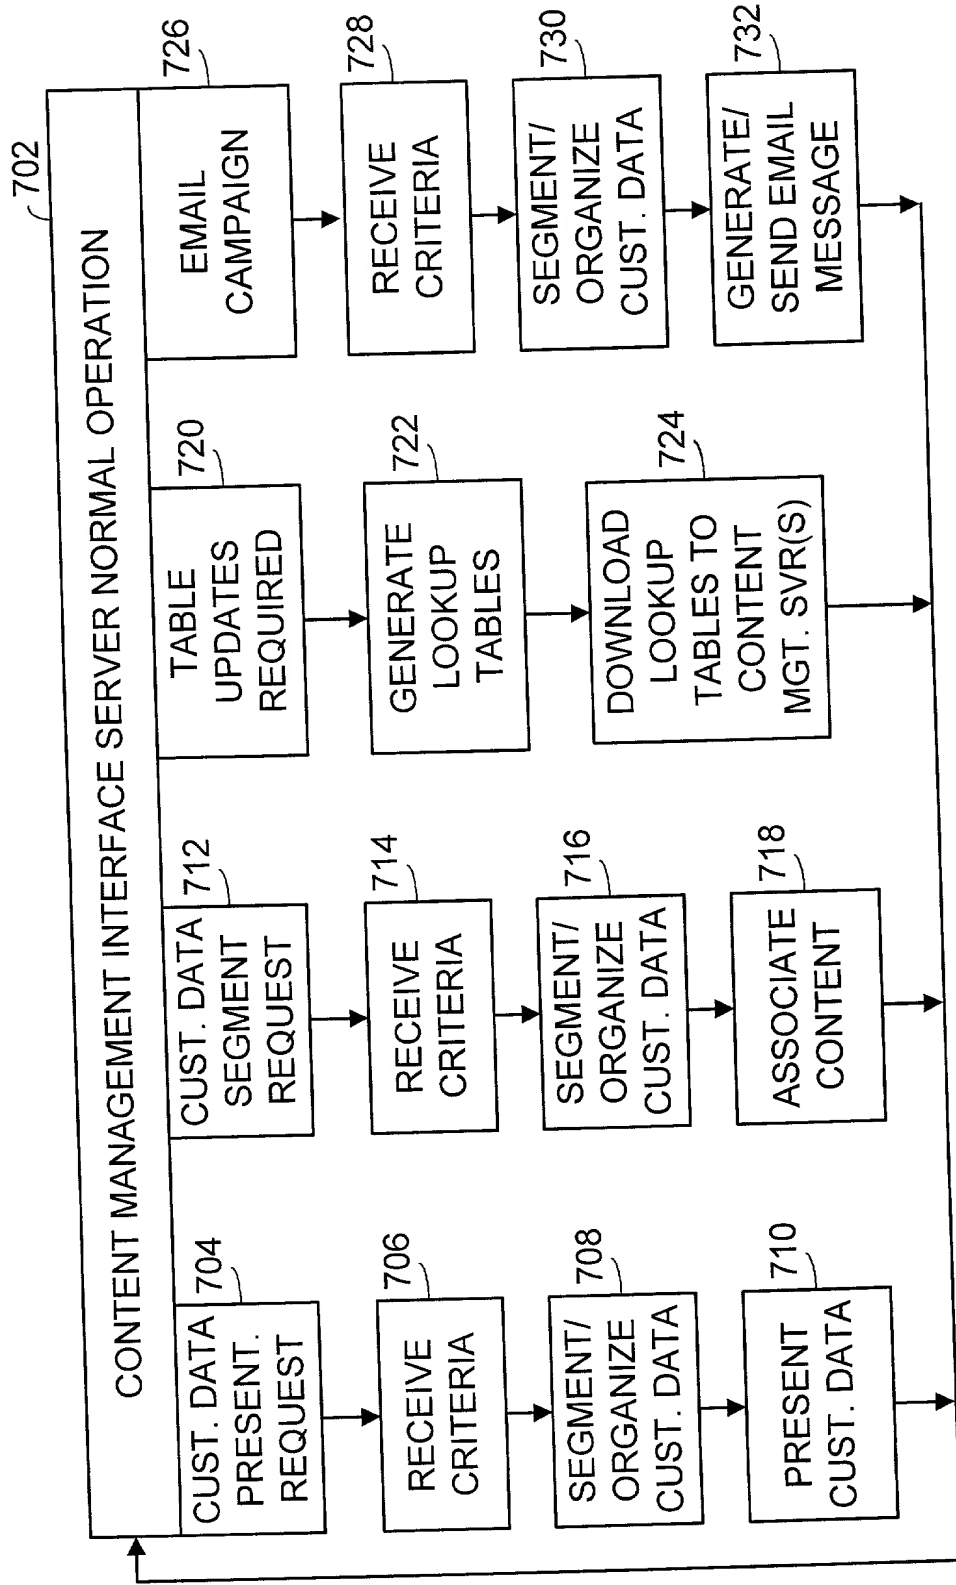 702
CONTENT MANAGEMENT INTERFACE SERVER NORMAL OPERATION
704
CUST. DATA
PRESENT.
REQUEST
706
RECEIVE
CRITERIA
708
SEGMENT/
ORGANIZE
CUST. DATA
710
PRESENT
CUST. DATA
712
CUST. DATA
SEGMENT
REQUEST
714
RECEIVE
CRITERIA
716
SEGMENT/
ORGANIZE
CUST. DATA
718
ASSOCIATE
CONTENT
720
TABLE
UPDATES
REQUIRED
722
GENERATE
LOOKUP
TABLES
724
DOWNLOAD
LOOKUP
TABLES TO
CONTENT
MGT. SVR(S)
726
EMAIL
CAMPAIGN
728
RECEIVE
CRITERIA
730
SEGMENT/
ORGANIZE
CUST. DATA
732
GENERATE/
SEND EMAIL
MESSAGE